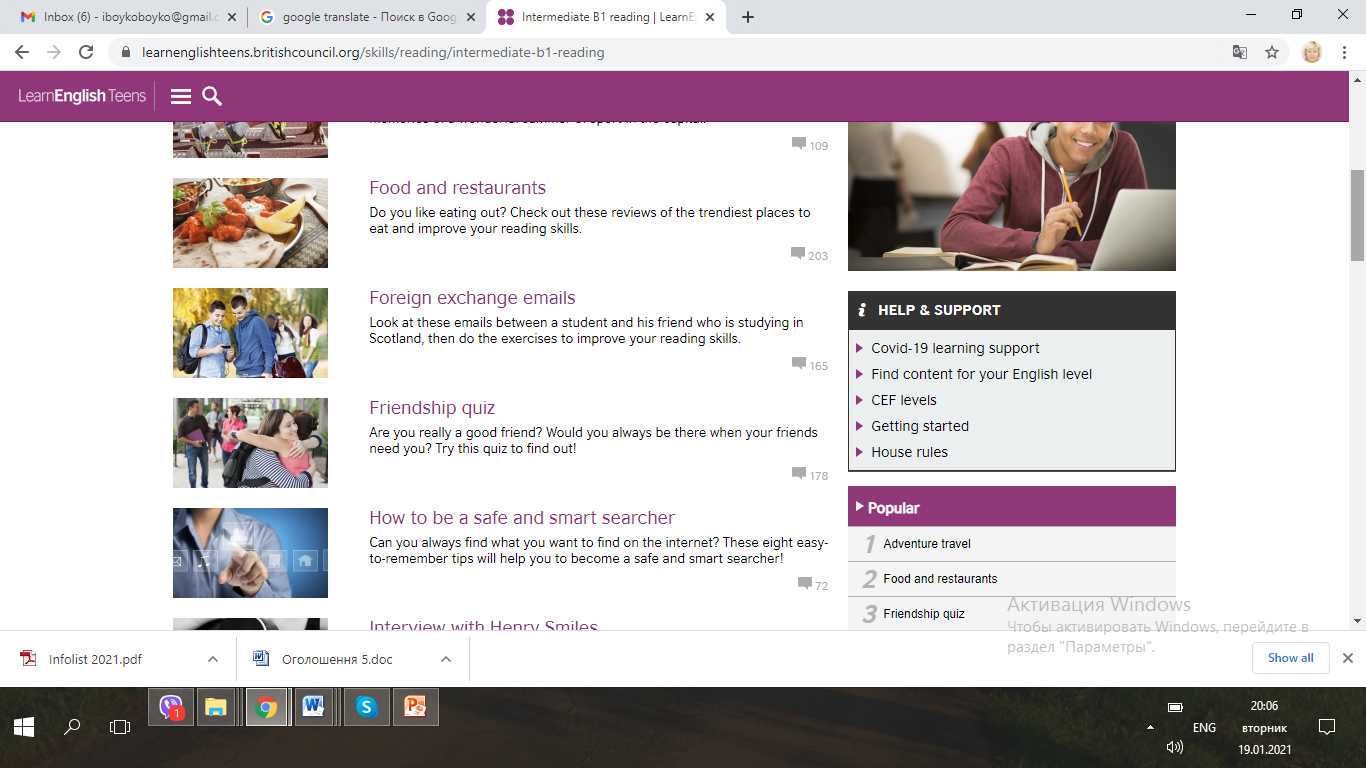 Inbox (6) - iboykoboyko@gmail.c
google translate - Поиск в Goog
Intermediate B1 reading | LearnE
learnenglishteens.britishcouncil.org/skills/reading/intermediate-b1-reading
LearnEnglish Teens
109
Food and restaurants
Do you like eating out? Check out these reviews of the trendiest places to
eat and improve your reading skills.
203
Foreign exchange emails
Look at these emails between a student and his friend who is studying in
Scotland, then do the exercises to improve your reading skills.
165
Friendship quiz
Are you really a good friend? Would you always be there when your friends
need you? Try this quiz to find out!
178
How to be a safe and smart searcher
Can you always find what you want to find on the internet? These eight easy-
to-remember tips will help you to become a safe and smart searcher!
72
Interview with Henry Smiles
HELP & SUPPORT
Covid-19 learning support
Find content for your English level
CEF levels
Getting started
House rules
Popular
1 Adventure travel
2 Food and restaurants
3 Friendship quiz
Активация Windows
Чтобы активировать Windows, перейдите в
раздел "Параметры".
Infolist 2021.pdf
Оголошення 5.doc
Show all
1
ENG
20:06
вторник
19.01.2021